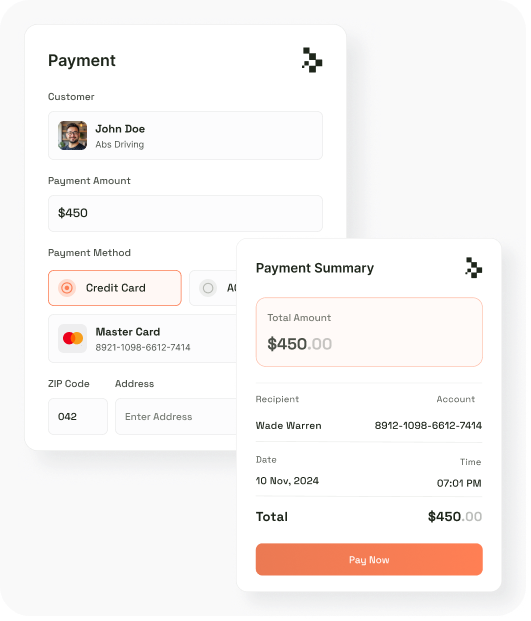 Payment
Customer
John Doe
Abs Driving
Payment Amount
$450
Payment Method
Credit Card
Master Card
8921-1098-6612-7414
ZIP Code
Address
042
Enter Address
Payment Summary
Total Amount
$450.00
Recipient Account
Wade Warren 8912-1098-6612-7414
Date Time
10 Nov, 2024 07:01 PM
Total $450.00
Pay Now